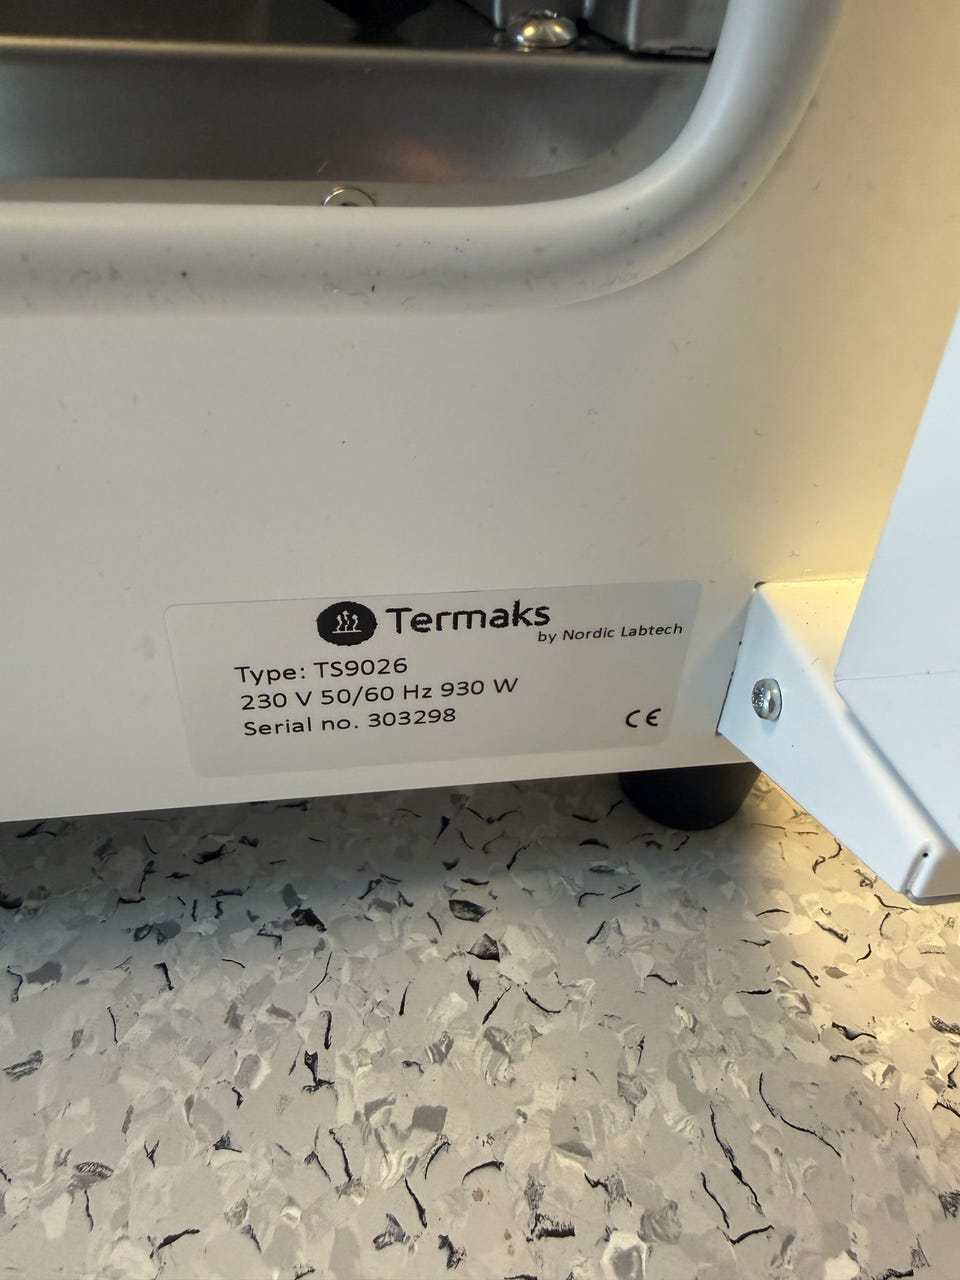 Termaks
by Nordic Labtech
Type: TS9026
230 V 50/60 Hz 930 W
Serial no. 303298
CE